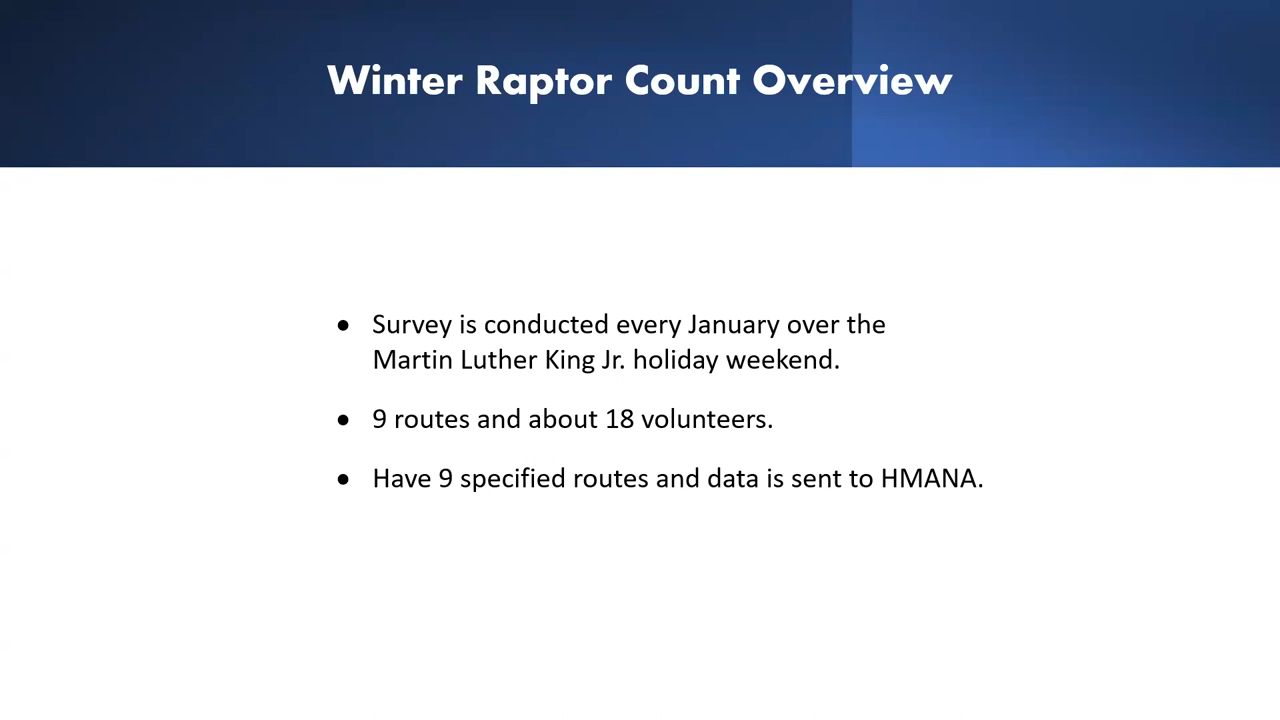 Winter Raptor Count Overview
● Survey is conducted every January over the
Martin Luther King Jr. holiday weekend.
● 9 routes and about 18 volunteers.
● Have 9 specified routes and data is sent to HMANA.